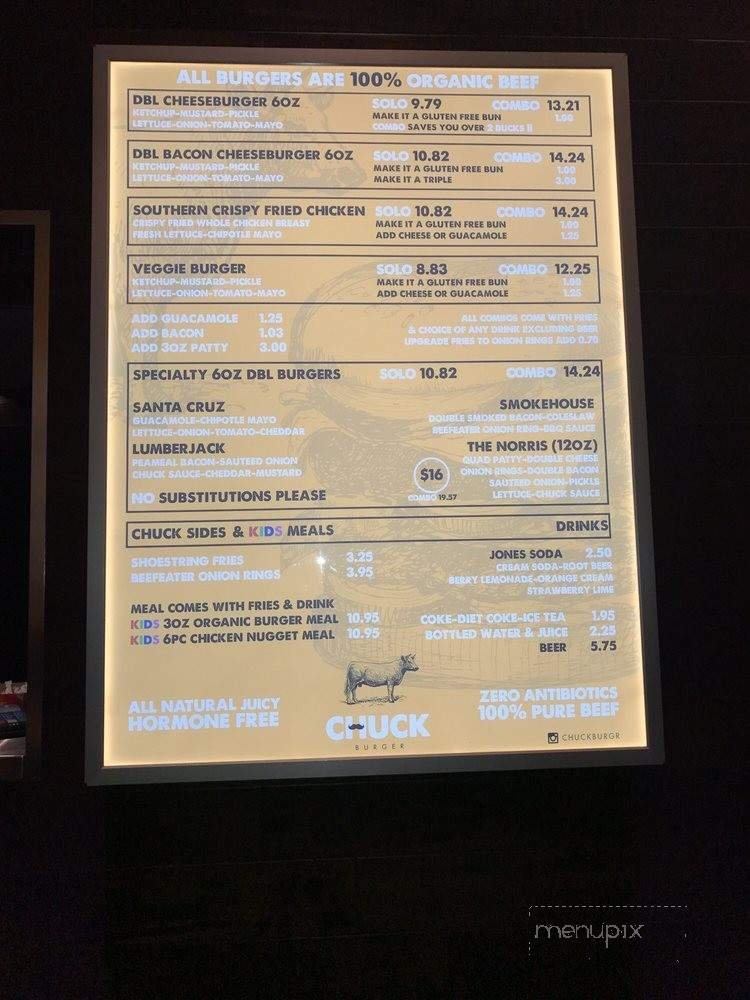 ALL BURGERS ARE 100% ORGANIC BEEF
DBL CHEESEBURGER 6OZ SOLO 9.79 COMBO 13.21
KETCHUP-MUSTARD-PICKLE MAKE IT A GLUTEN FREE BUN 1.00
LETTUCE-ONION-TOMATO-MAYO COMBO SAVES YOU OVER 2 BUCKS !!
DBL BACON CHEESEBURGER 6OZ SOLO 10.82 COMBO 14.24
KETCHUP-MUSTARD-PICKLE MAKE IT A GLUTEN FREE BUN 1.00
LETTUCE-ONION-TOMATO-MAYO MAKE IT A TRIPLE 3.00
SOUTHERN CRISPY FRIED CHICKEN SOLO 10.82 COMBO 14.24
CRISPY FRIED WHOLE CHICKEN BREAST MAKE IT A GLUTEN FREE BUN 1.00
FRESH LETTUCE-CHIPOTLE MAYO ADD CHEESE OR GUACAMOLE 1.25
VEGGIE BURGER SOLO 8.83 COMBO 12.25
KETCHUP-MUSTARD-PICKLE MAKE IT A GLUTEN FREE BUN 1.00
LETTUCE-ONION-TOMATO-MAYO ADD CHEESE OR GUACAMOLE 1.25
ADD GUACAMOLE 1.25
ADD BACON 1.03
ADD 3OZ PATTY 3.00
ALL COMBOS COME WITH FRIES
& CHOICE OF ANY DRINK EXCLUDING BEER
UPGRADE FRIES TO ONION RINGS ADD 0.70
SPECIALTY 6OZ DBL BURGERS SOLO 10.82 COMBO 14.24
SANTA CRUZ
GUACAMOLE-CHIPOTLE MAYO
LETTUCE-ONION-TOMATO-CHEDDAR
LUMBERJACK
PEAMEAL BACON-SAUTEED ONION
CHUCK SAUCE-CHEDDAR-MUSTARD
NO SUBSTITUTIONS PLEASE
SMOKEHOUSE
DOUBLE SMOKED BACON-COLESLAW
BEEFEATER ONION RING-BBQ SAUCE
THE NORRIS (12OZ)
QUAD PATTY-DOUBLE CHEESE
ONION RINGS-DOUBLE BACON
SAUTEED ONION-PICKLE
LETTUCE-CHUCK SAUCE
$16
COMBO 19.57
CHUCK SIDES & KIDS MEALS DRINKS
SHOESTRING FRIES 3.25
BEEFEATER ONION RINGS 3.95
MEAL COMES WITH FRIES & DRINK
KIDS 3OZ ORGANIC BURGER MEAL 10.95
KIDS 6PC CHICKEN NUGGET MEAL 10.95
JONES SODA 2.50
CREAM SODA-ROOT BEER
BERRY LEMONADE-ORANGE CREAM
STRAWBERRY LIME
COKE-DIET COKE-ICE TEA 1.95
BOTTLED WATER & JUICE 2.25
BEER 5.75
ALL NATURAL JUICY
HORMONE FREE
CHUCK
BURGER
ZERO ANTIBIOTICS
100% PURE BEEF
CHUCKBURGR
menupix